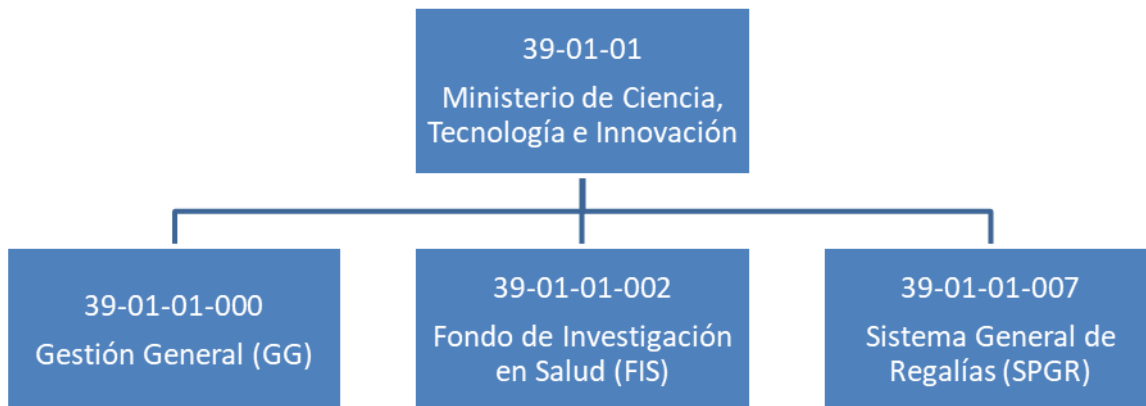 39-01-01
Ministerio de Ciencia,
Tecnología e Innovación
39-01-01-000
Gestión General (GG)
39-01-01-002
Fondo de Investigación
en Salud (FIS)
39-01-01-007
Sistema General de
Regalías (SPGR)